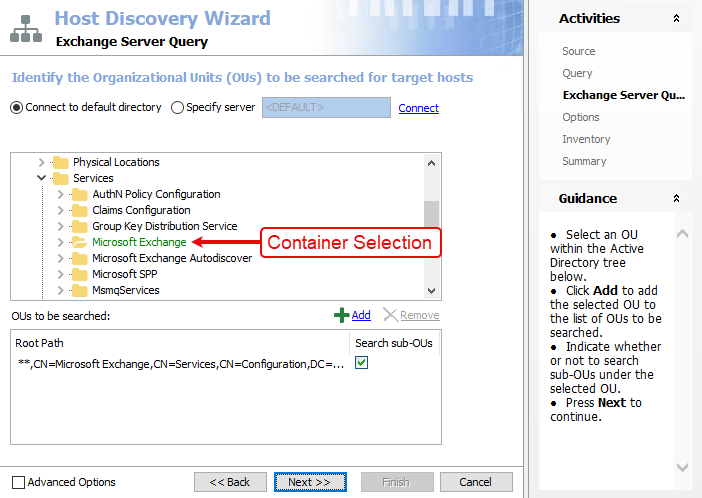 Host Discovery Wizard
Exchange Server Query
Identify the Organizational Units (OUs) to be searched for target hosts
Connect to default directory
Specify server
<DEFAULT>
Connect
Physical Locations
Services
AuthN Policy Configuration
Claims Configuration
Group Key Distribution Service
Microsoft Exchange
Container Selection
Microsoft Exchange Autodiscover
Microsoft SPP
MsmqServices
OUs to be searched:
Add
Remove
Root Path
Search sub-OUs
**,CN=Microsoft Exchange,CN=Services,CN=Configuration,DC=...
Advanced Options
<< Back
Next >>
Finish
Cancel
Activities
Source
Query
Exchange Server Qu...
Options
Inventory
Summary
Guidance
● Select an OU
within the Active
Directory tree
below.
● Click Add to add
the selected OU to
the list of OUs to be
searched.
● Indicate whether
or not to search
sub-OUs under the
selected OU.
● Press Next to
continue.